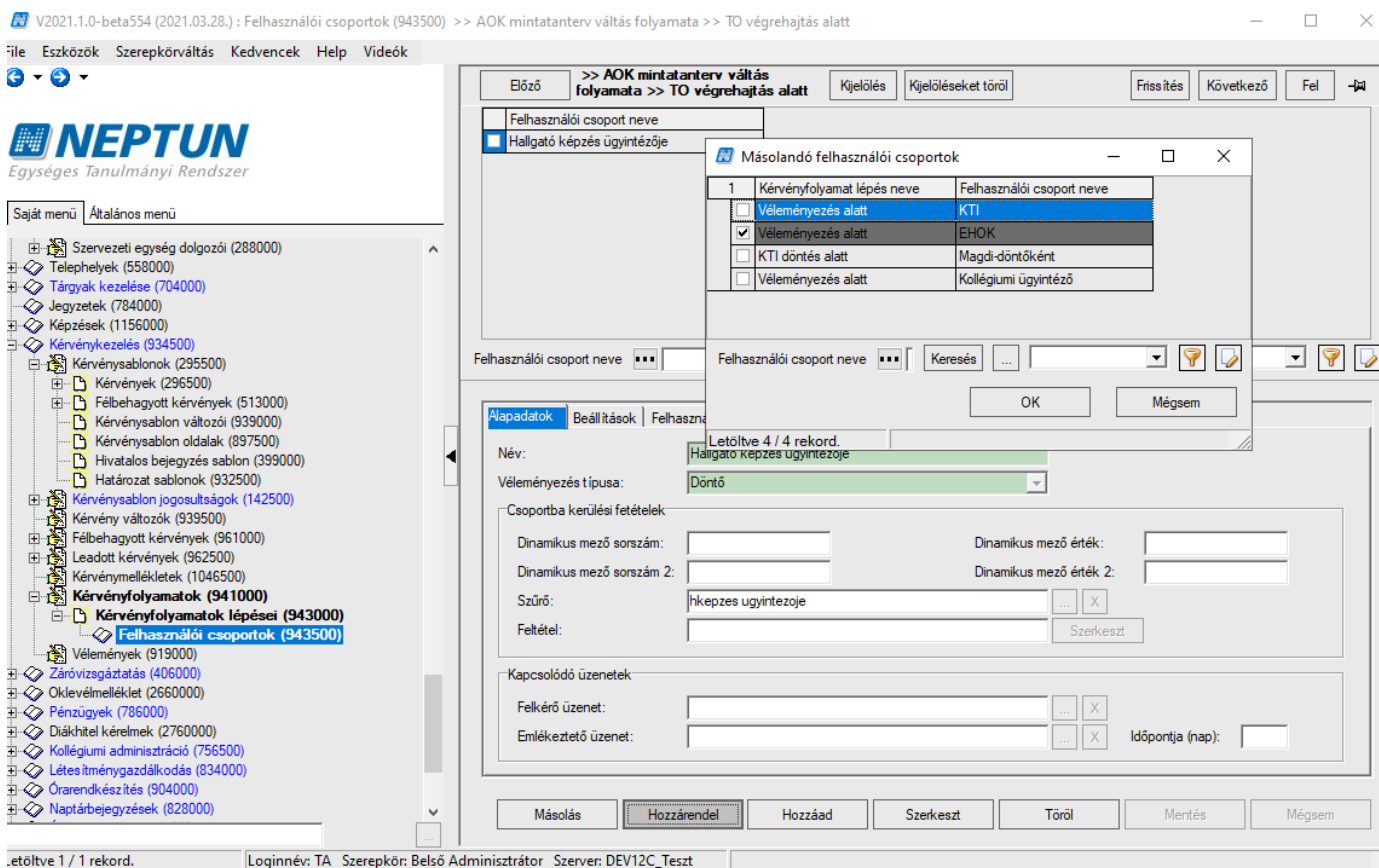 V2021.1.0-beta554 (2021.03.28.) : Felhasználói csoportok (943500) >> AOK mintatanterv váltás folyamata >> TO végrehajtás alatt
File Eszközök Szerepkörváltás Kedvencek Help Videók
NEPTUN
Egységes Tanulmányi Rendszer
Saját menü Általános menü
Szervezeti egység dolgozói (288000)
Telephelyek (558000)
Tárgyak kezelése (704000)
Jegyzetek (784000)
Képzések (1156000)
Kérvénykezelés (934500)
Kérvénysablonok (295500)
Kérvények (296500)
Félbehagyott kérvények (513000)
Kérvénysablon változói (939000)
Kérvénysablon oldalak (897500)
Hivatalos bejegyzés sablon (399000)
Határozat sablonok (932500)
Kérvénysablon jogosultságok (142500)
Kérvény változók (939500)
Félbehagyott kérvények (961000)
Leadott kérvények (962500)
Kérvénymellékletek (1046500)
Kérvényfolyamatok (941000)
Kérvényfolyamatok lépései (943000)
Felhasználói csoportok (943500)
Vélemények (919000)
Záróvizsgáztatás (406000)
Oklevélmelléklet (2660000)
Pénzügyek (786000)
Diákhitel kérelmek (2760000)
Kollégiumi adminisztráció (756500)
Létesítménygazdálkodás (834000)
Órarendkészítés (904000)
Naptárbejegyzések (828000)
...
Előző >> AOK mintatanterv váltás
folyamata >> TO végrehajtás alatt Kijelölés Kijelöléseket töröl Frissítés Következő Fel
Felhasználói csoport neve
Hallgató képzés ügyintézője
Felhasználói csoport neve
Másolandó felhasználói csoportok
1 Kérvényfolyamat lépés neve Felhasználói csoport neve
Véleményezés alatt KTI
Véleményezés alatt EHOK
KTI döntés alatt Magdi-döntőként
Véleményezés alatt Kollégiumi ügyintéző
Felhasználói csoport neve Keresés ...
OK Mégsem
Letöltve 4 / 4 rekord.
Alapadatok Beállítások Felhaszná
Név: Hallgató képzés ügyintézője
Véleményezés típusa: Döntő
Csoportba kerülési fetételek
Dinamikus mező sorszám: Dinamikus mező érték:
Dinamikus mező sorszám 2: Dinamikus mező érték 2:
Szűrő: hkepzes ugyintezoje ... X
Feltétel: Szerkeszt
Kapcsolódó üzenetek
Felkérő üzenet: ... X
Emlékeztető üzenet: ... X Időpontja (nap):
Másolás Hozzárendel Hozzáad Szerkeszt Töröl Mentés Mégsem
Letöltve 1 / 1 rekord. Loginnév: TA Szerepkör: Belső Adminisztrátor Szerver: DEV12C_Teszt